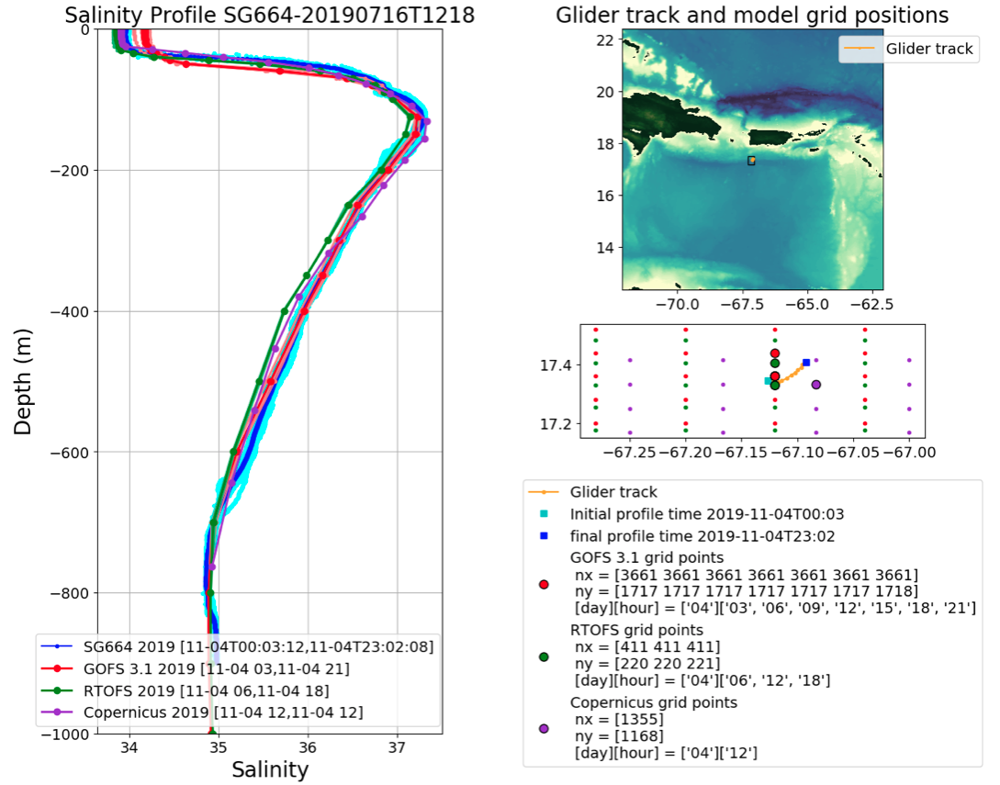 Salinity Profile SG664-20190716T1218
0
−200
−400
−600
−800
−1000
Depth (m)
34
35
36
37
Salinity
SG664 2019 [11-04T00:03:12,11-04T23:02:08]
GOFS 3.1 2019 [11-04 03,11-04 21]
RTOFS 2019 [11-04 06,11-04 18]
Copernicus 2019 [11-04 12,11-04 12]
Glider track and model grid positions
Glider track
22
20
18
16
14
−70.0
−67.5
−65.0
−62.5
17.4
17.2
−67.25
−67.20
−67.15
−67.10
−67.05
−67.00
Glider track
Initial profile time 2019-11-04T00:03
final profile time 2019-11-04T23:02
GOFS 3.1 grid points
nx = [3661 3661 3661 3661 3661 3661 3661]
ny = [1717 1717 1717 1717 1717 1717 1718]
[day][hour] = ['04']['03', '06', '09', '12', '15', '18', '21']
RTOFS grid points
nx = [411 411 411]
ny = [220 220 221]
[day][hour] = ['04']['06', '12', '18']
Copernicus grid points
nx = [1355]
ny = [1168]
[day][hour] = ['04']['12']